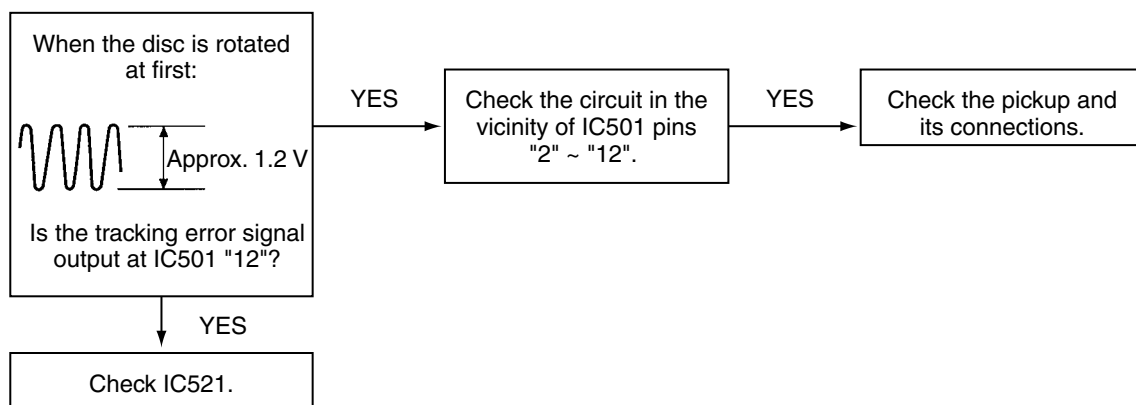 When the disc is rotated
at first:
Approx. 1.2 V
Is the tracking error signal
output at IC501 "12"?
YES
Check the circuit in the
vicinity of IC501 pins
"2" ~ "12".
YES
Check the pickup and
its connections.
YES
Check IC521.